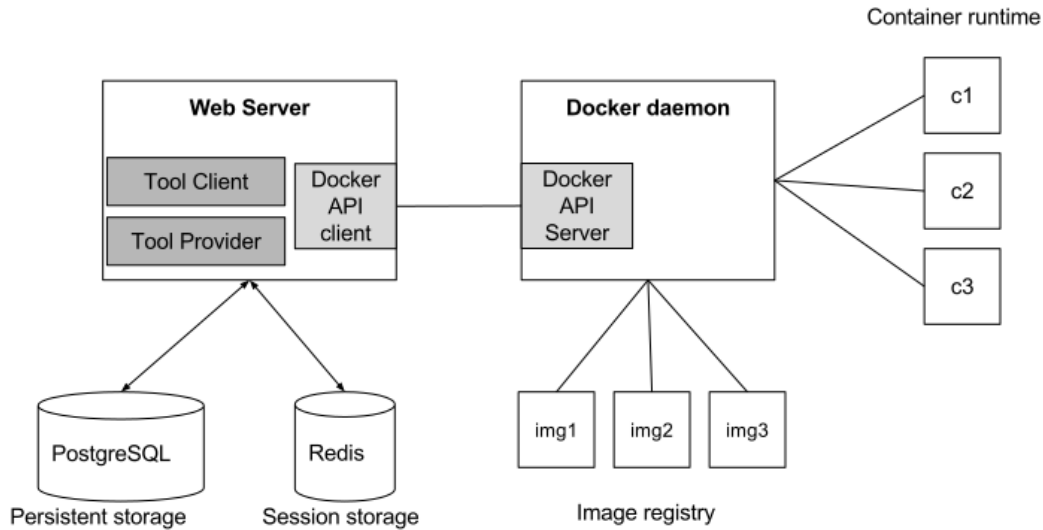 Container runtime
Web Server
Tool Client
Tool Provider
Docker
API
client
Docker daemon
Docker
API
Server
c1
c2
c3
PostgreSQL
Persistent storage
Redis
Session storage
img1
img2
img3
Image registry